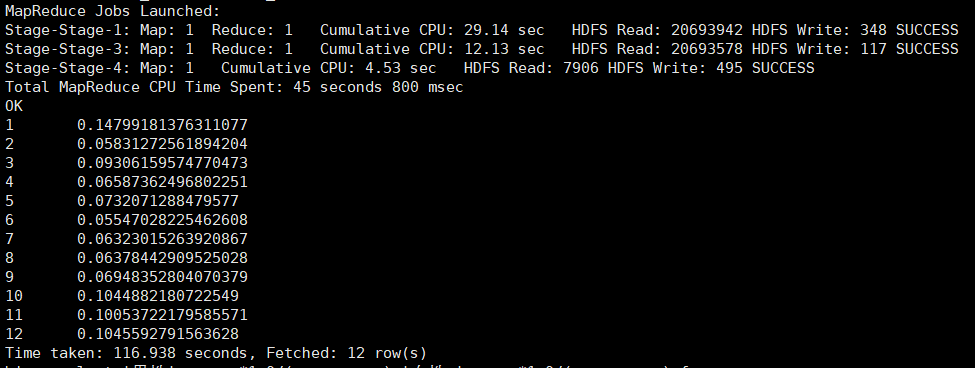 MapReduce Jobs Launched:
Stage-Stage-1: Map: 1  Reduce: 1   Cumulative CPU: 29.14 sec   HDFS Read: 20693942 HDFS Write: 348 SUCCESS
Stage-Stage-3: Map: 1  Reduce: 1   Cumulative CPU: 12.13 sec   HDFS Read: 20693578 HDFS Write: 117 SUCCESS
Stage-Stage-4: Map: 1   Cumulative CPU: 4.53 sec   HDFS Read: 7906 HDFS Write: 495 SUCCESS
Total MapReduce CPU Time Spent: 45 seconds 800 msec
OK
1	0.14799181376311077
2	0.05831272561894204
3	0.09306159574770473
4	0.06587362496802251
5	0.0732071288479577
6	0.05547028225462608
7	0.06323015263920867
8	0.06378442909525028
9	0.06948352804070379
10	0.1044882180722549
11	0.10053722179585571
12	0.1045592791563628
Time taken: 116.938 seconds, Fetched: 12 row(s)